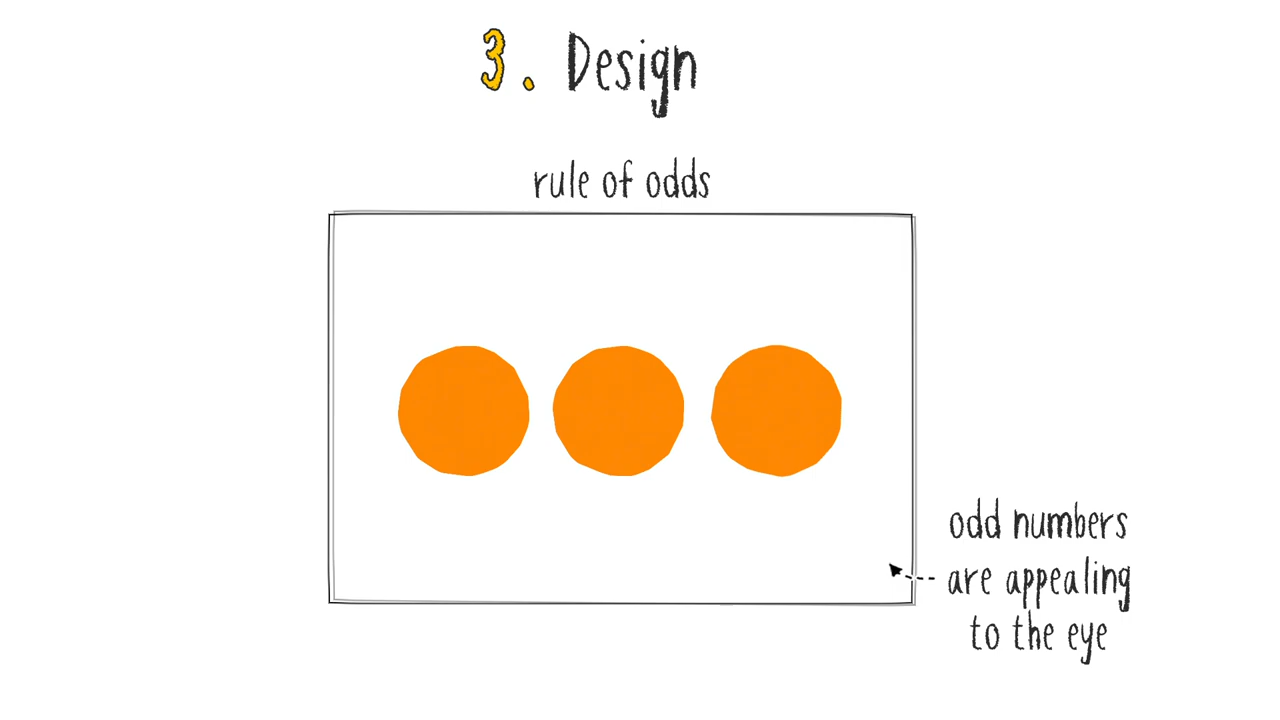 3. Design
rule of odds
odd numbers
are appealing
to the eye